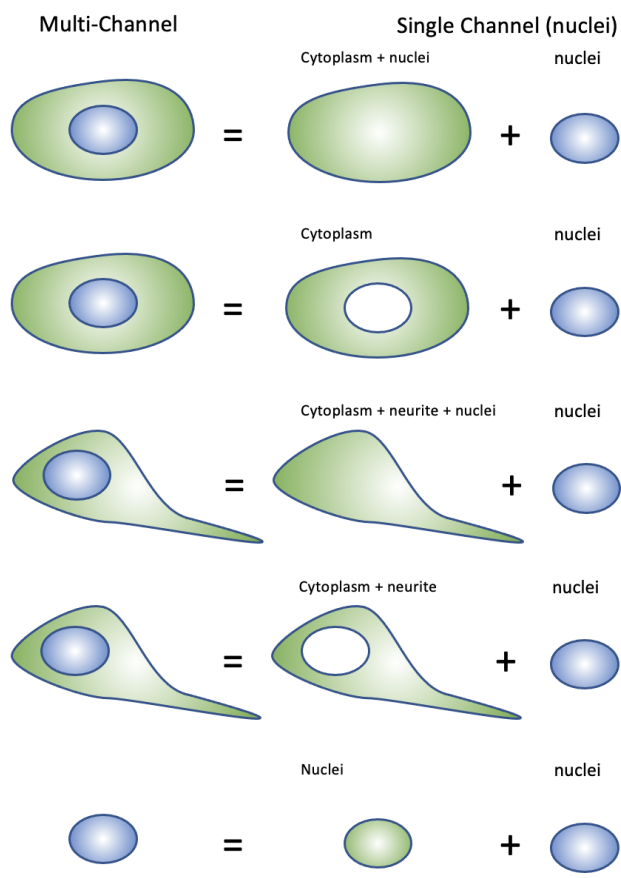 Multi-Channel Single Channel (nuclei)
Cytoplasm + nuclei nuclei
= +
Cytoplasm nuclei
= +
Cytoplasm + neurite + nuclei nuclei
= +
Cytoplasm + neurite nuclei
= +
Nuclei nuclei
= +